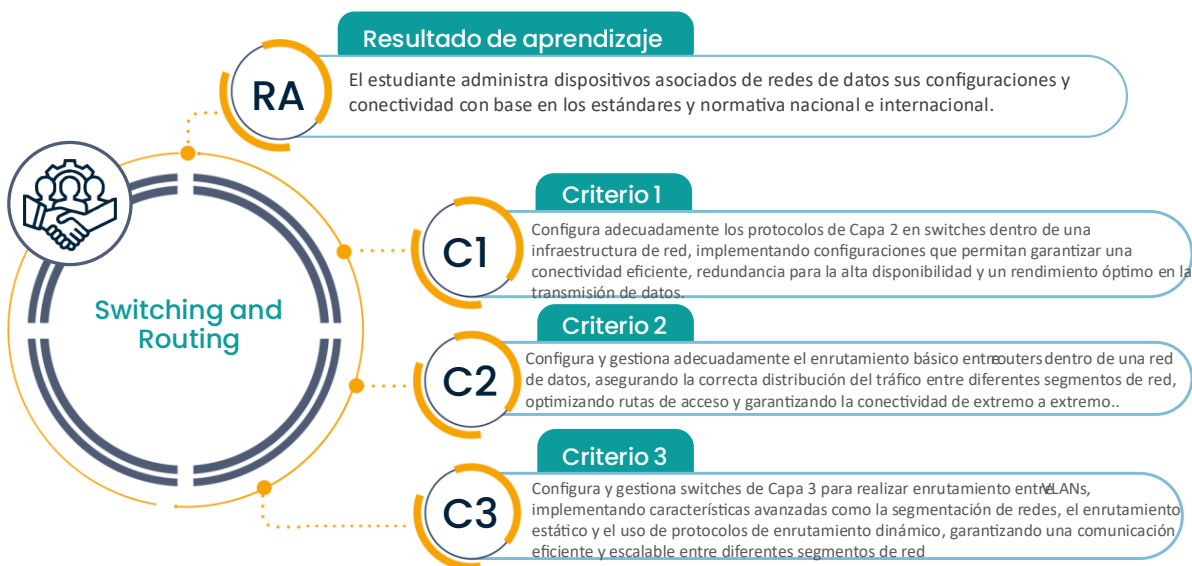 Resultado de aprendizaje
RA
El estudiante administra dispositivos asociados de redes de datos sus configuraciones y
conectividad con base en los estándares y normativa nacional e internacional.
Switching and
Routing
Criterio 1
C1
Configura adecuadamente los protocolos de Capa 2 en switches dentro de una
infraestructura de red, implementando configuraciones que permitan garantizar una
conectividad eficiente, redundancia para la alta disponibilidad y un rendimiento óptimo en la
transmisión de datos.
Criterio 2
C2
Configura y gestiona adecuadamente el enrutamiento básico entre routers dentro de una red
de datos, asegurando la correcta distribución del tráfico entre diferentes segmentos de red,
optimizando rutas de acceso y garantizando la conectividad de extremo a extremo..
Criterio 3
C3
Configura y gestiona switches de Capa 3 para realizar enrutamiento entre VLANs,
implementando características avanzadas como la segmentación de redes, el enrutamiento
estático y el uso de protocolos de enrutamiento dinámico, garantizando una comunicación
eficiente y escalable entre diferentes segmentos de red